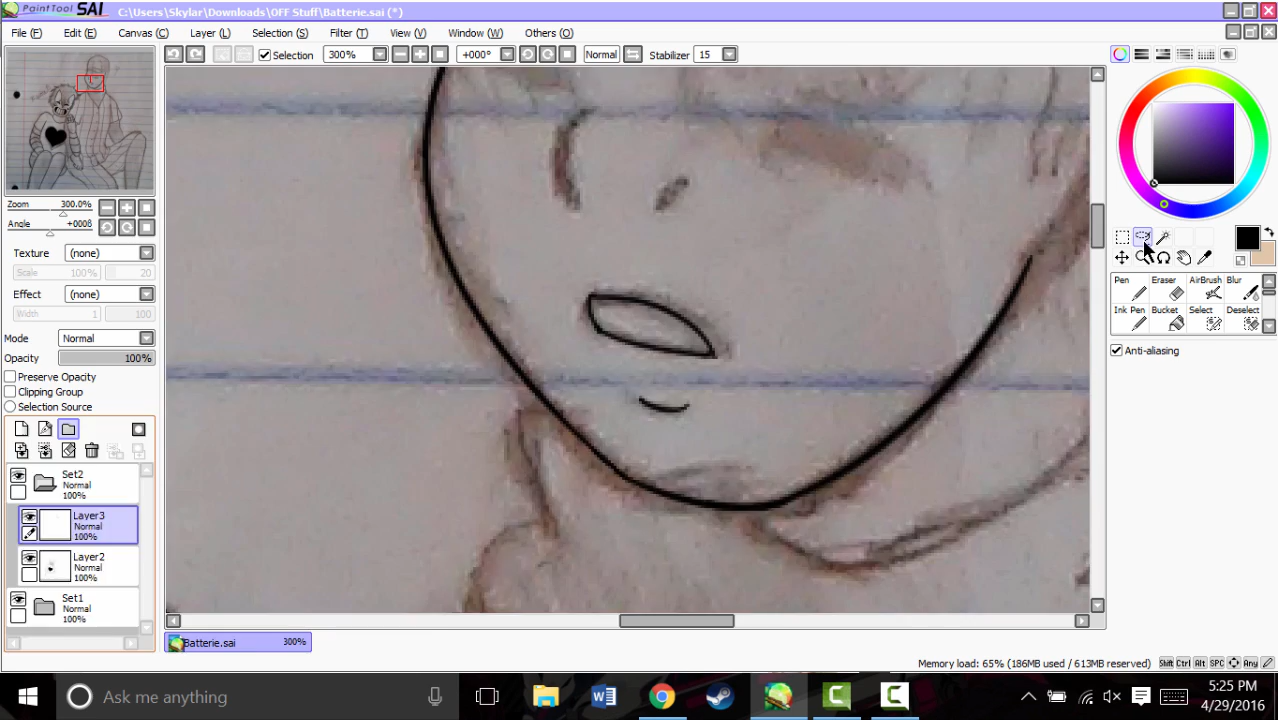 PaintTool SAI C:\Users\Skylar\Downloads\OFF Stuff\Batterie.sai (*)
File (F) Edit (E) Canvas (C) Layer (L) Selection (S) Filter (T) View (V) Window (W) Others (O)
Selection 300% +000° Normal Stabilizer 15
Zoom 300.0%
Angle +000δ
Texture (none)
Scale 100% 20
Effect (none)
Width 1 100
Mode Normal
Opacity 100%
Preserve Opacity
Clipping Group
Selection Source
Set2
Normal
100%
Layer3
Normal
100%
Layer2
Normal
100%
Set1
Normal
100%
Pen Eraser AirBrush Blur
Ink Pen Bucket Select Deselect
Anti-aliasing
Batterie.sai 300%
Memory load: 65% (186MB used / 613MB reserved) Shift Ctrl Alt SPC Any
Ask me anything
5:25 PM
4/29/2016